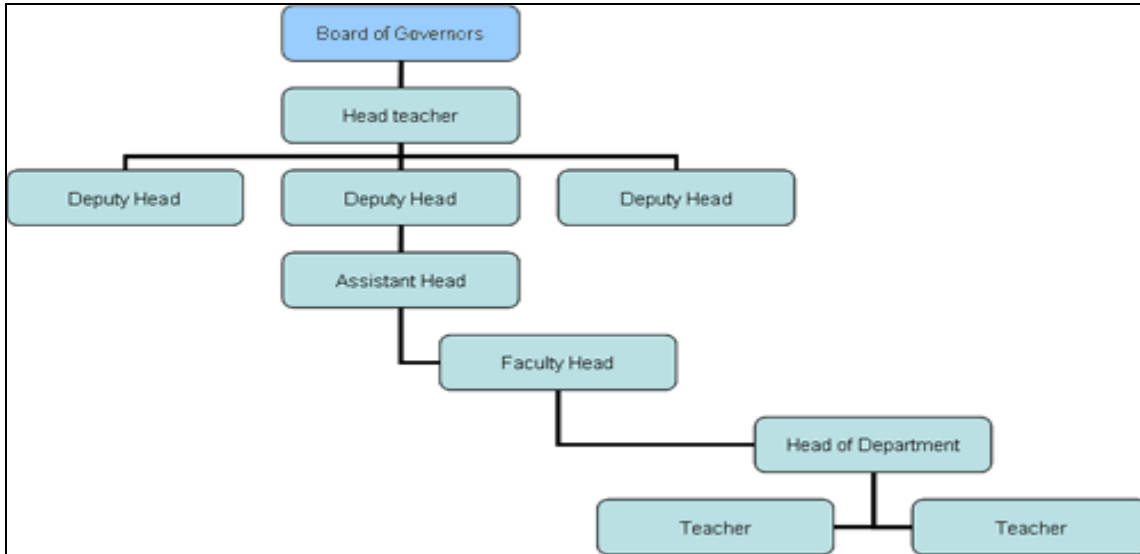 Board of Governors
Head teacher
Deputy Head
Deputy Head
Deputy Head
Assistant Head
Faculty Head
Head of Department
Teacher
Teacher